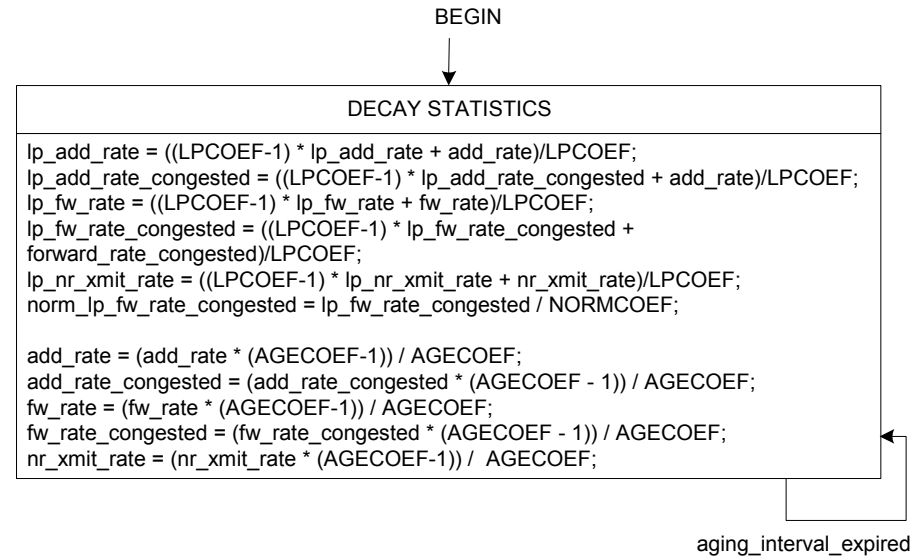 BEGIN
DECAY STATISTICS
lp_add_rate = ((LPCOEF-1) * lp_add_rate + add_rate)/LPCOEF;
lp_add_rate_congested = ((LPCOEF-1) * lp_add_rate_congested + add_rate)/LPCOEF;
lp_fw_rate = ((LPCOEF-1) * lp_fw_rate + fw_rate)/LPCOEF;
lp_fw_rate_congested = ((LPCOEF-1) * lp_fw_rate_congested +
forward_rate_congested)/LPCOEF;
lp_nr_xmit_rate = ((LPCOEF-1) * lp_nr_xmit_rate + nr_xmit_rate)/LPCOEF;
norm_lp_fw_rate_congested = lp_fw_rate_congested / NORMCOEF;
add_rate = (add_rate * (AGECOEF-1)) / AGECOEF;
add_rate_congested = (add_rate_congested * (AGECOEF - 1)) / AGECOEF;
fw_rate = (fw_rate * (AGECOEF-1)) / AGECOEF;
fw_rate_congested = (fw_rate_congested * (AGECOEF - 1)) / AGECOEF;
nr_xmit_rate = (nr_xmit_rate * (AGECOEF-1)) / AGECOEF;
aging_interval_expired